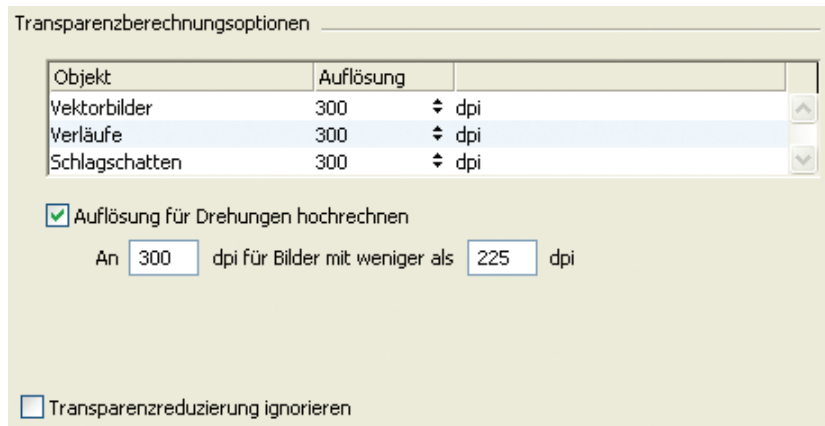 Transparenzberechnungsoptionen
Objekt Auflösung
Vektorbilder 300 dpi
Verläufe 300 dpi
Schlagschatten 300 dpi
Auflösung für Drehungen hochrechnen
An 300 dpi für Bilder mit weniger als 225 dpi
Transparenzreduzierung ignorieren